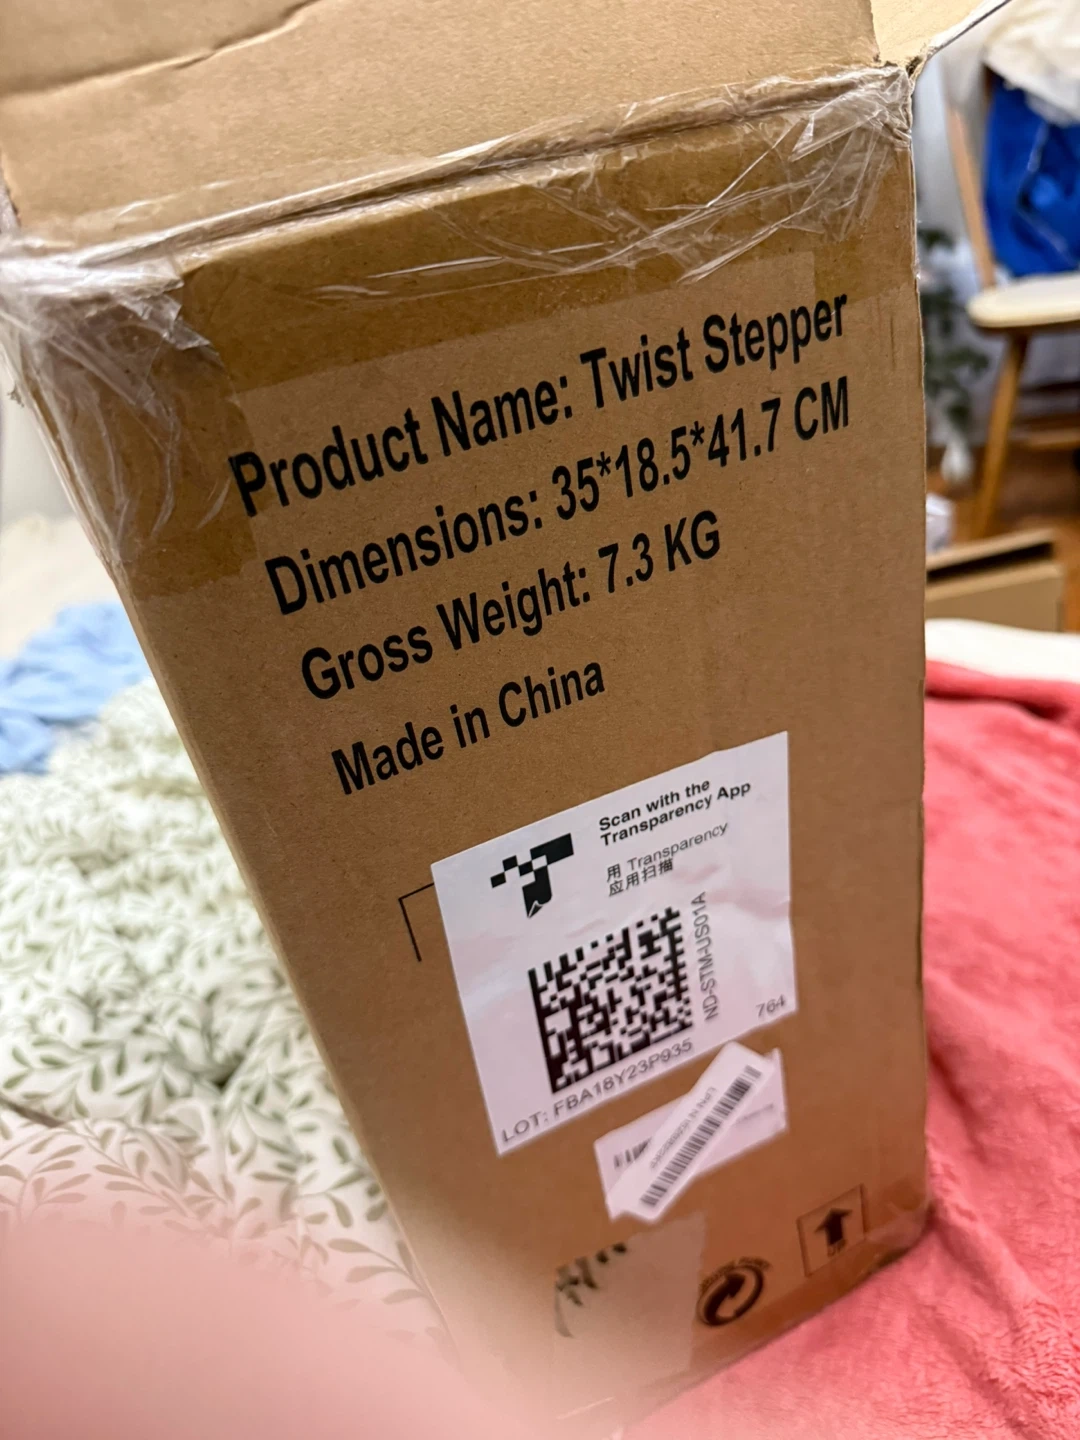 Product Name: Twist Stepper
Dimensions: 35*18.5*41.7 CM
Gross Weight: 7.3 KG
Made in China
Scan with the
Transparency App
用 Transparency
应用扫描
ND-STM-US01A
764
LOT: FBA18Y23P935
UP